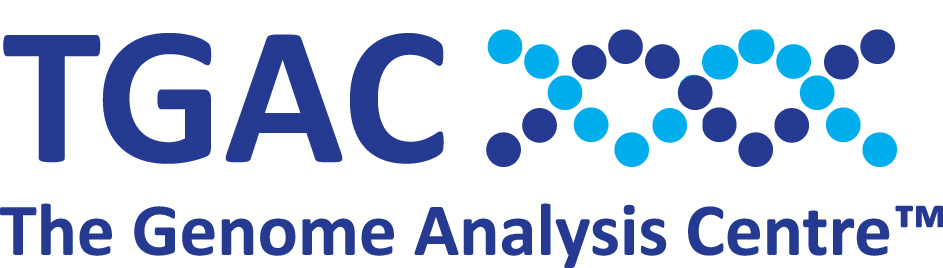 TGAC
The Genome Analysis Centre™